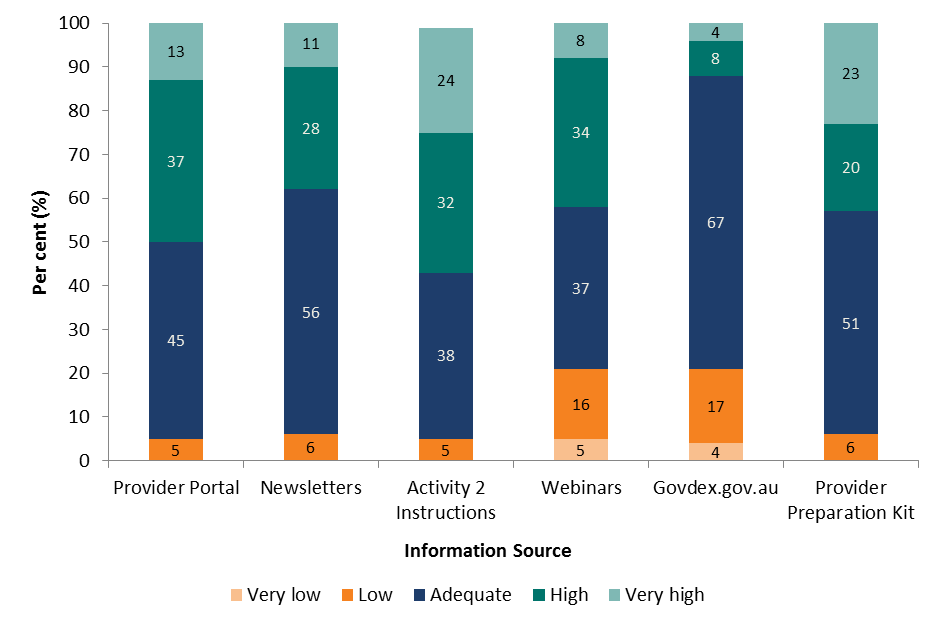 100
90
80
70
60
50
40
30
20
10
0
Per cent (%)
13
37
45
5
11
28
56
6
24
32
38
5
8
34
37
16
5
4
8
67
17
4
23
20
51
6
Provider Portal
Newsletters
Activity 2
Instructions
Webinars
Govdex.gov.au
Provider
Preparation Kit
Information Source
Very low
Low
Adequate
High
Very high